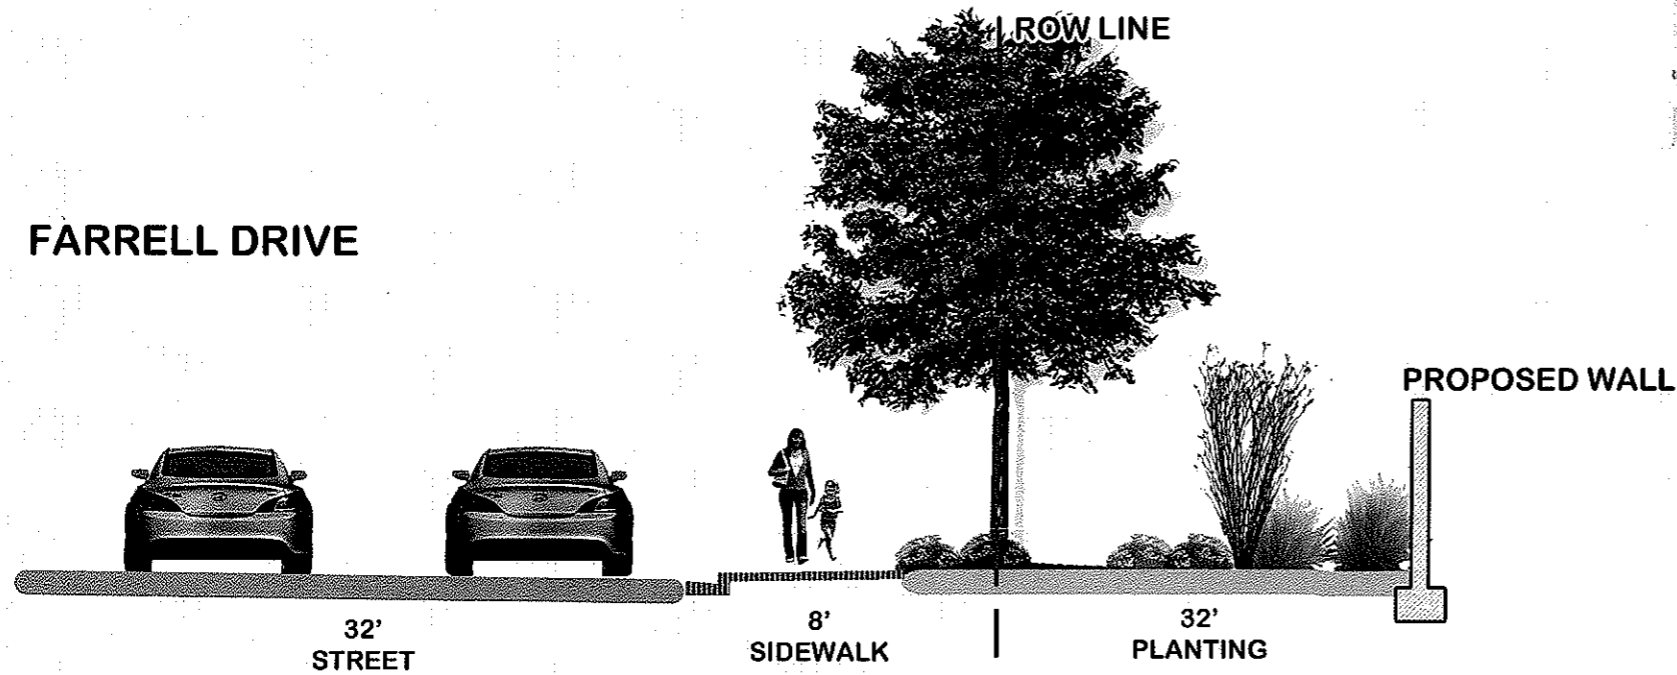 ROW LINE
FARRELL DRIVE
PROPOSED WALL
32'
STREET
8'
SIDEWALK
32'
PLANTING